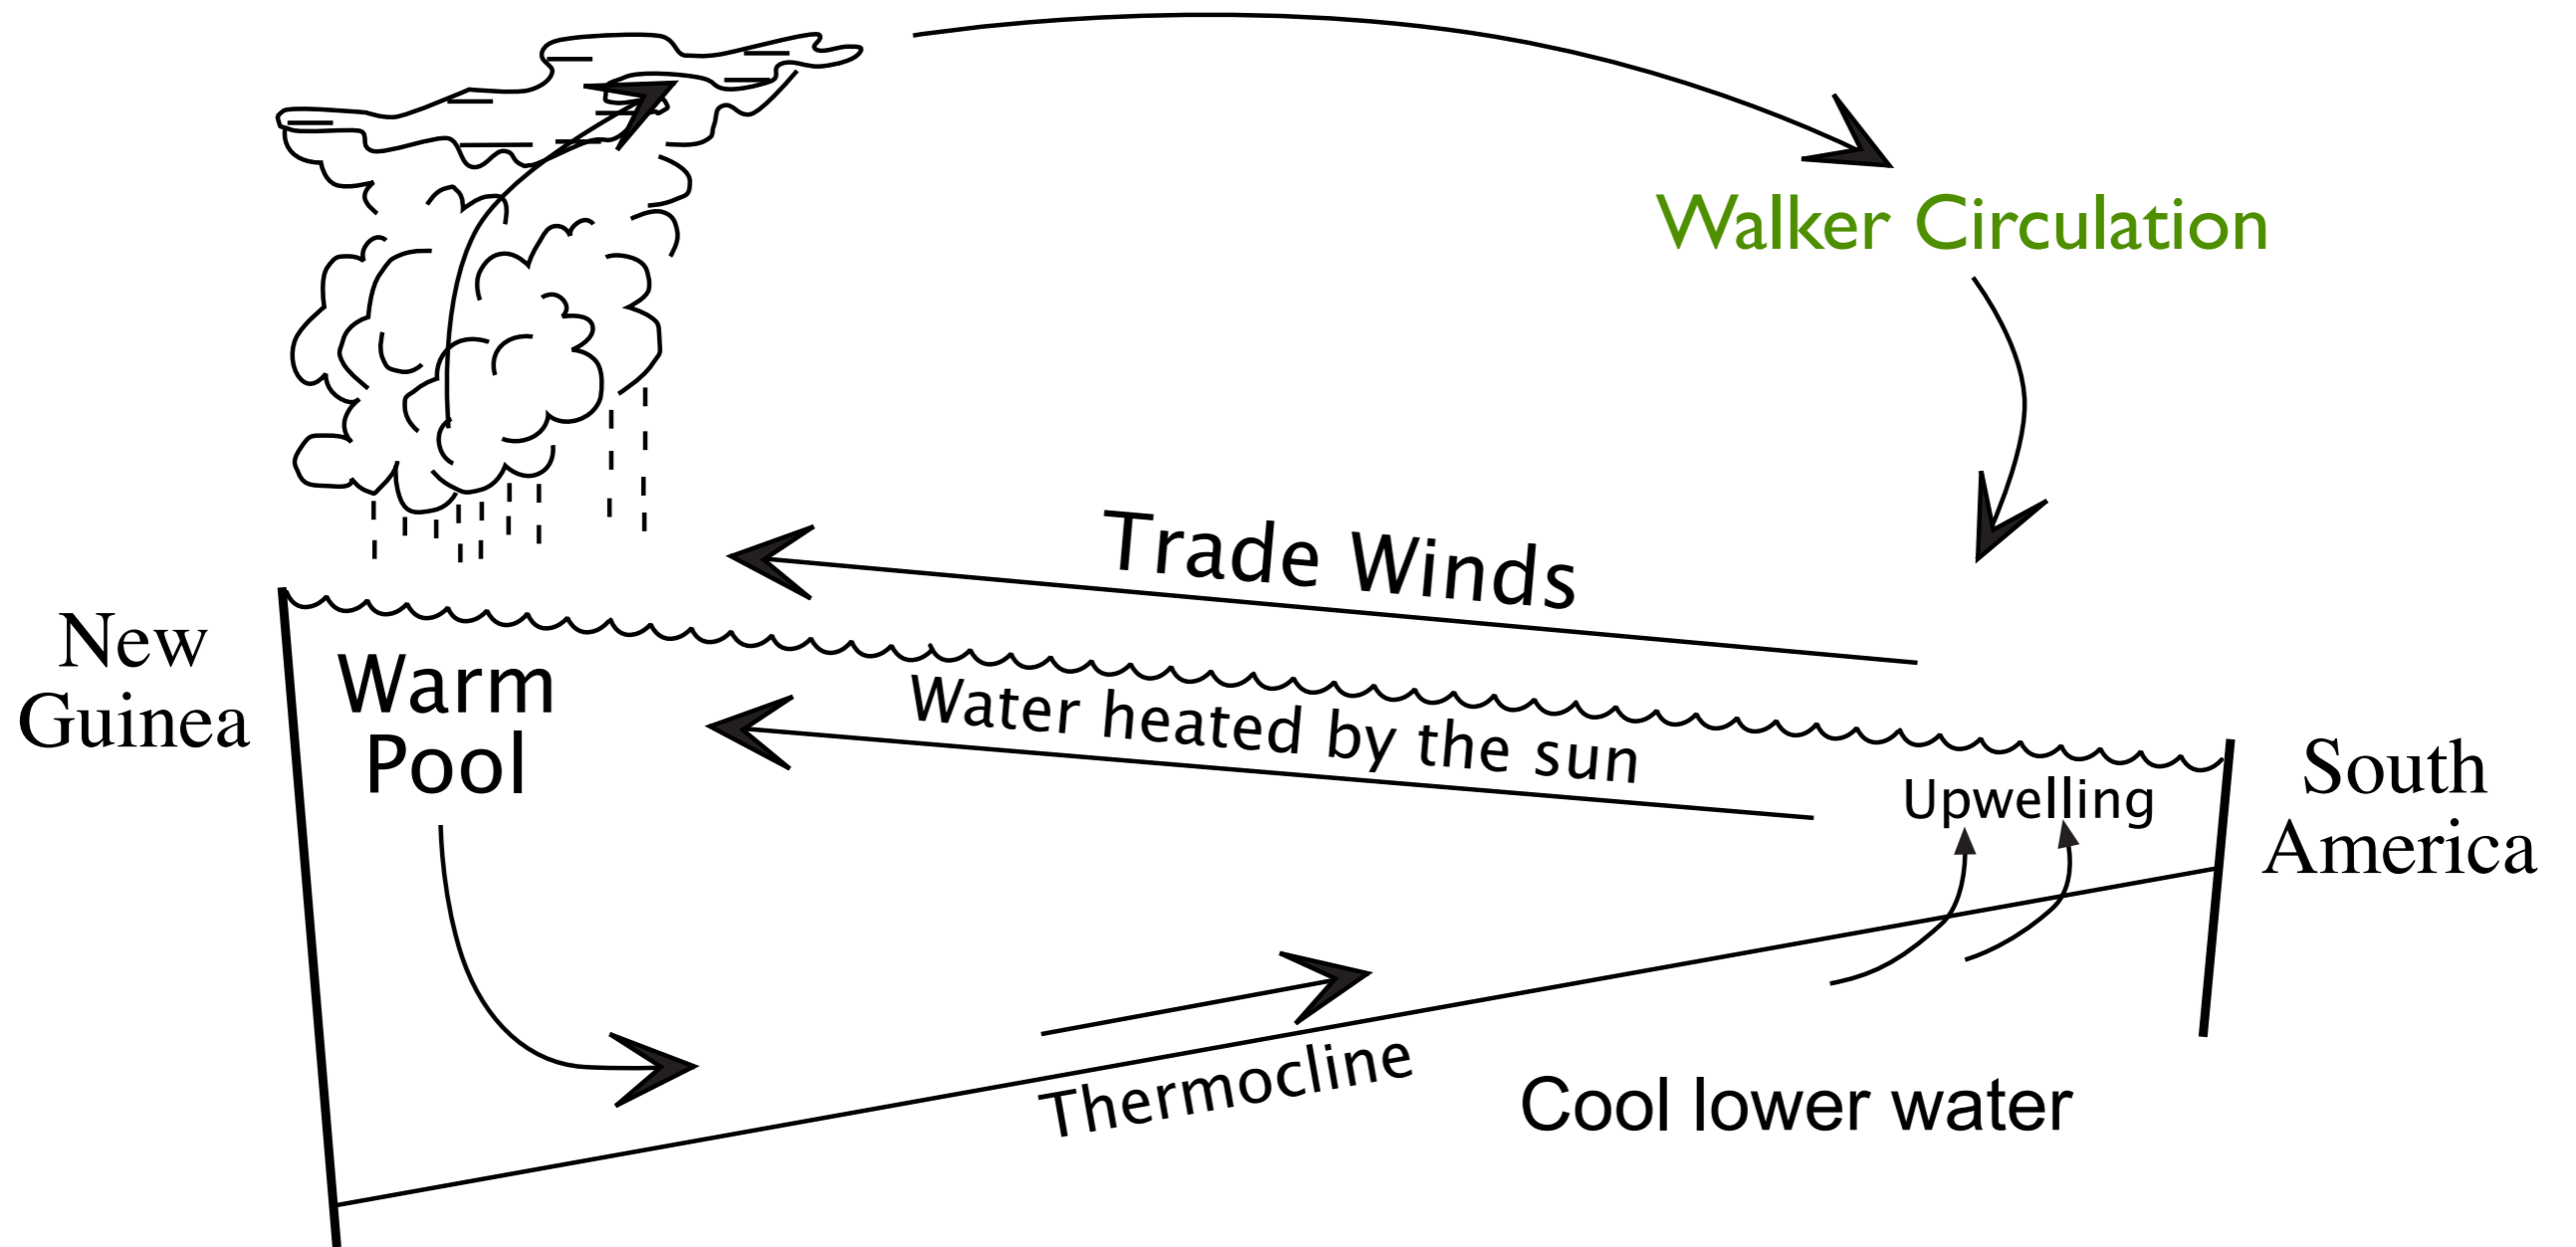 Walker Circulation
Trade Winds
New
Guinea
Warm
Pool
Water heated by the sun
Upwelling
South
America
Thermocline
Cool lower water